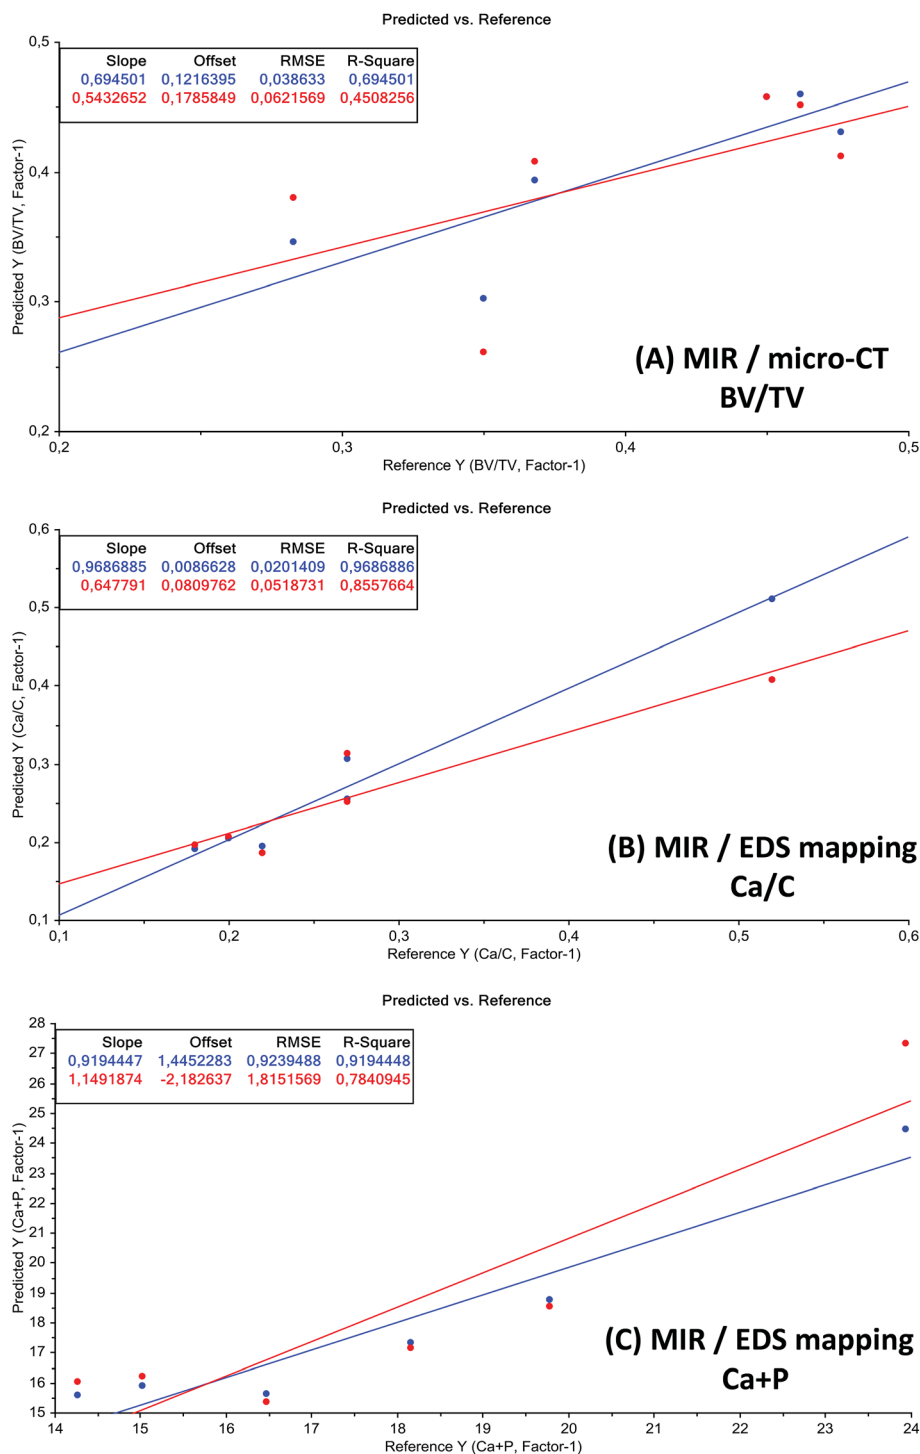 Predicted vs. Reference
Slope Offset RMSE R-Square
0,694501 0,1216395 0,038633 0,694501
0,5432652 0,1785849 0,0621569 0,4508256
0,5
0,4
0,3
0,2
Predicted Y (BV/TV, Factor-1)
(A) MIR / micro-CT
BV/TV
0,2 0,3 0,4 0,5
Reference Y (BV/TV, Factor-1)
Predicted vs. Reference
Slope Offset RMSE R-Square
0,9686885 0,0086628 0,0201409 0,9686886
0,647791 0,0809762 0,0518731 0,8557664
0,6
0,5
0,4
0,3
0,2
0,1
Predicted Y (Ca/C, Factor-1)
(B) MIR / EDS mapping
Ca/C
0,1 0,2 0,3 0,4 0,5 0,6
Reference Y (Ca/C, Factor-1)
Predicted vs. Reference
Slope Offset RMSE R-Square
0,9194447 1,4452283 0,9239488 0,9194448
1,1491874 -2,182637 1,8151569 0,7840945
28
27
26
25
24
23
22
21
20
19
18
17
16
15
Predicted Y (Ca+P, Factor-1)
(C) MIR / EDS mapping
Ca+P
14 15 16 17 18 19 20 21 22 23 24
Reference Y (Ca+P, Factor-1)